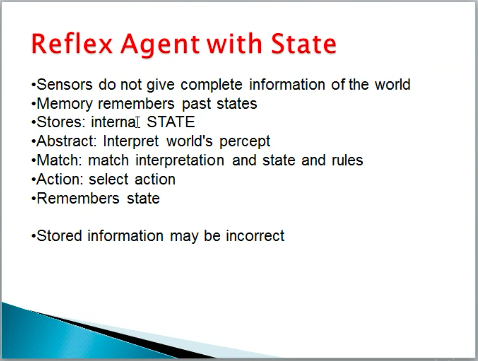 Reflex Agent with State
•Sensors do not give complete information of the world
•Memory remembers past states
•Stores: internal STATE
•Abstract: Interpret world's percept
•Match: match interpretation and state and rules
•Action: select action
•Remembers state
•Stored information may be incorrect